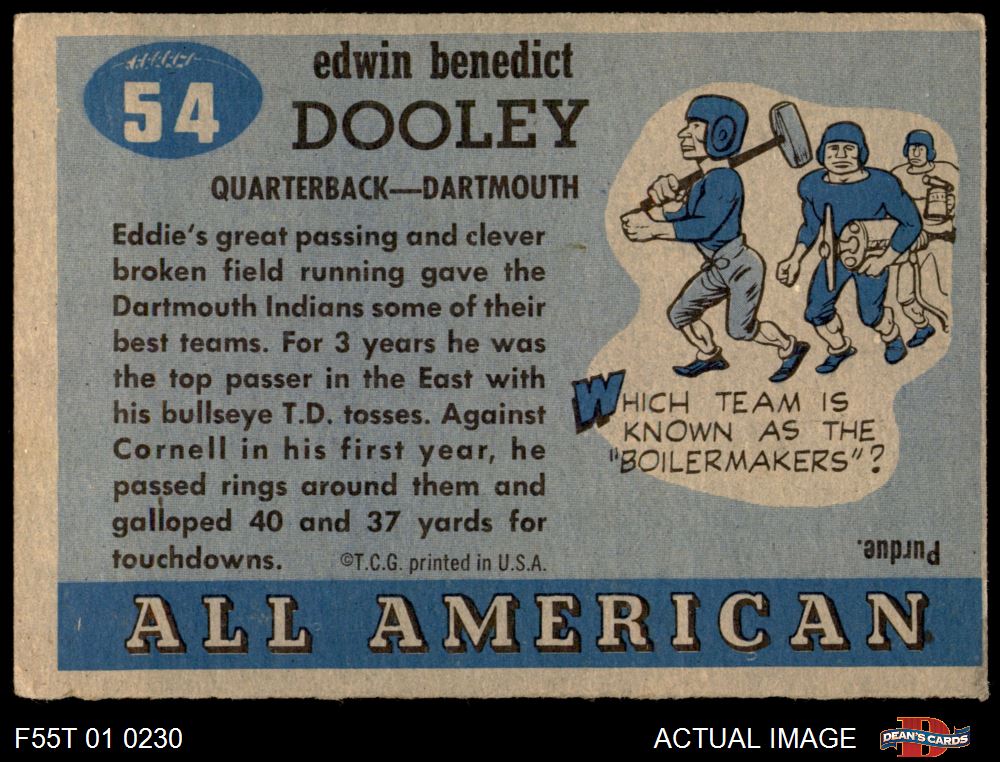 54
edwin benedict
DOOLEY
QUARTERBACK—DARTMOUTH
Eddie's great passing and clever
broken field running gave the
Dartmouth Indians some of their
best teams. For 3 years he was
the top passer in the East with
his bullseye T.D. tosses. Against
Cornell in his first year, he
passed rings around them and
galloped 40 and 37 yards for
touchdowns.
©T.C.G. printed in U.S.A.
WHICH TEAM IS
KNOWN AS THE
"BOILERMAKERS"?
Purdue.
ALL AMERICAN
F55T 01 0230
ACTUAL IMAGE
D
DEAN'S CARDS